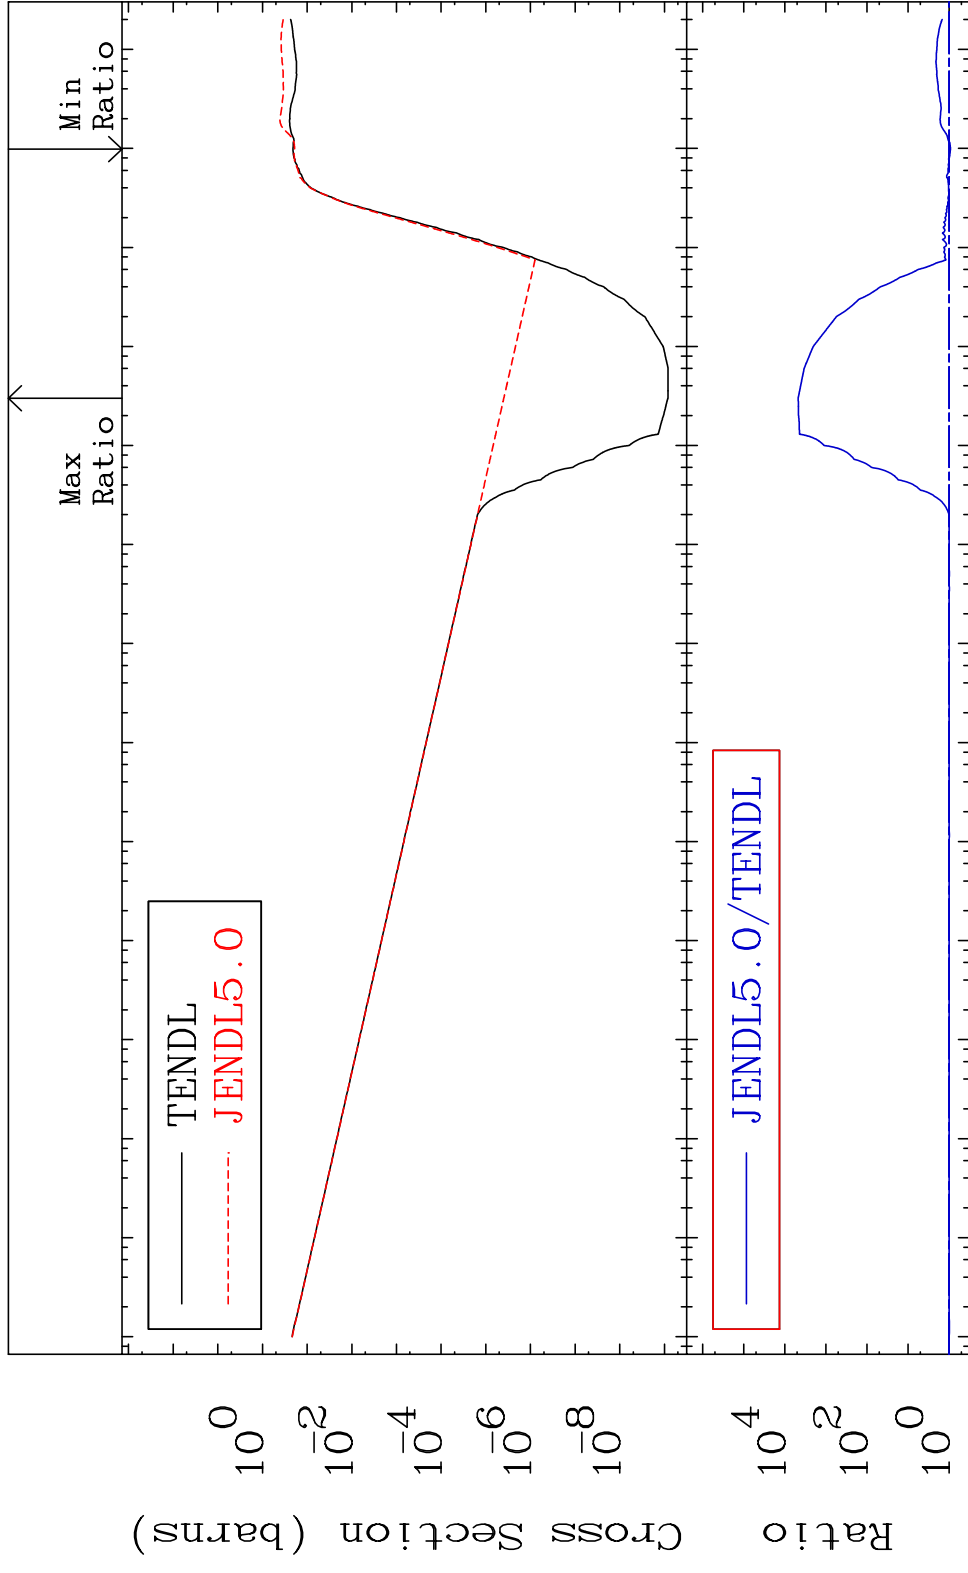 Max
Ratio
Min
Ratio
TENDL
JENDL5.0
Cross Section (barns)
10^0
10^-2
10^-4
10^-6
10^-8
JENDL5.0/TENDL
Ratio
10^4
10^2
10^0